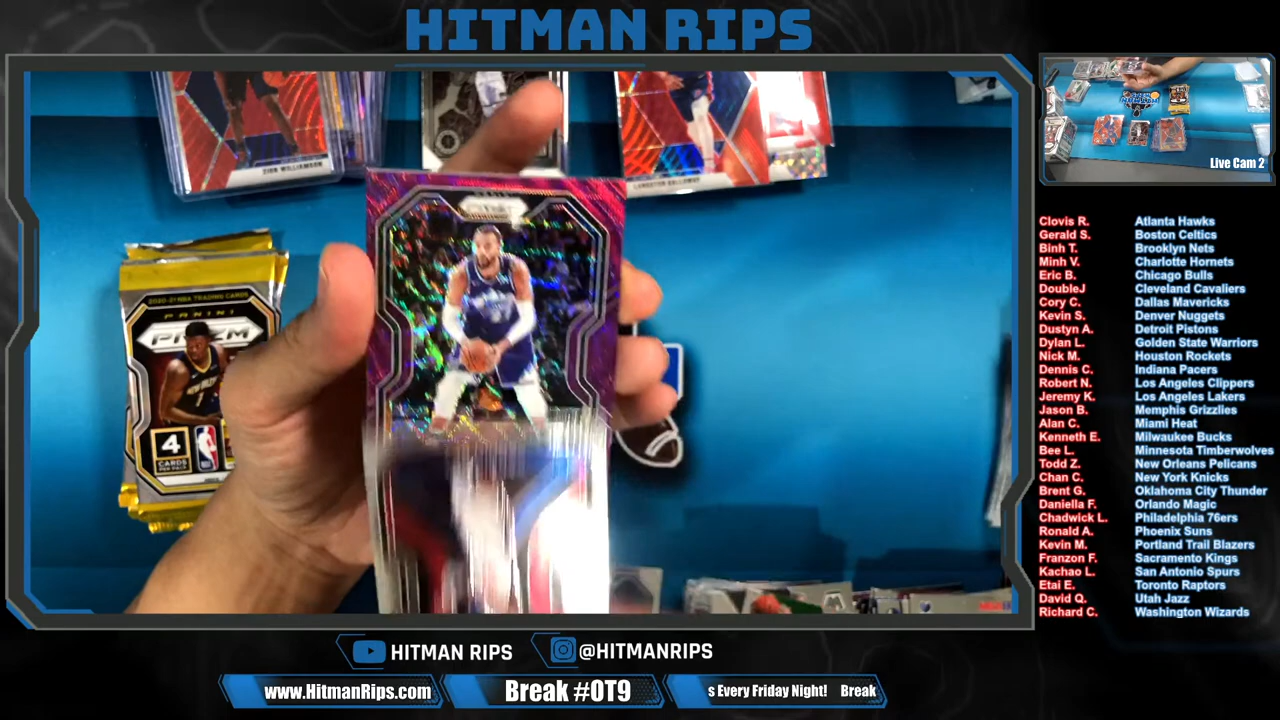 HITMAN RIPS
ZION WILLIAMSON
LANGSTON GALLOWAY
Live Cam 2
2020-21 NBA TRADING CARDS
PANINI
PRIZM
4
CARDS
PER PACK
NBA
Clovis R. Atlanta Hawks
Gerald S. Boston Celtics
Binh T. Brooklyn Nets
Minh V. Charlotte Hornets
Eric B. Chicago Bulls
DoubleJ Cleveland Cavaliers
Cory C. Dallas Mavericks
Kevin S. Denver Nuggets
Dustyn A. Detroit Pistons
Dylan L. Golden State Warriors
Nick M. Houston Rockets
Dennis C. Indiana Pacers
Robert N. Los Angeles Clippers
Jeremy K. Los Angeles Lakers
Jason B. Memphis Grizzlies
Alan C. Miami Heat
Kenneth E. Milwaukee Bucks
Bee L. Minnesota Timberwolves
Todd Z. New Orleans Pelicans
Chan C. New York Knicks
Brent G. Oklahoma City Thunder
Daniella F. Orlando Magic
Chadwick L. Philadelphia 76ers
Ronald A. Phoenix Suns
Kevin M. Portland Trail Blazers
Franzon F. Sacramento Kings
Kachao L. San Antonio Spurs
Etai E. Toronto Raptors
David Q. Utah Jazz
Richard C. Washington Wizards
HITMAN RIPS @HITMANRIPS
www.HitmanRips.com Break #OT9 s Every Friday Night! Break